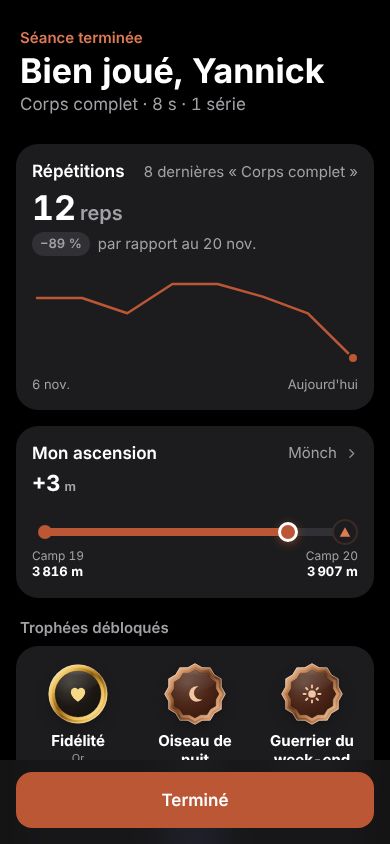 Séance terminée
Bien joué, Yannick
Corps complet · 8 s · 1 série
Répétitions 8 dernières « Corps complet »
12 reps
−89 % par rapport au 20 nov.
6 nov. Aujourd'hui
Mon ascension Mönch
+3 m
Camp 19 Camp 20
3 816 m 3 907 m
Trophées débloqués
Fidélité Oiseau de nuit Guerrier du week-end
Or
Terminé